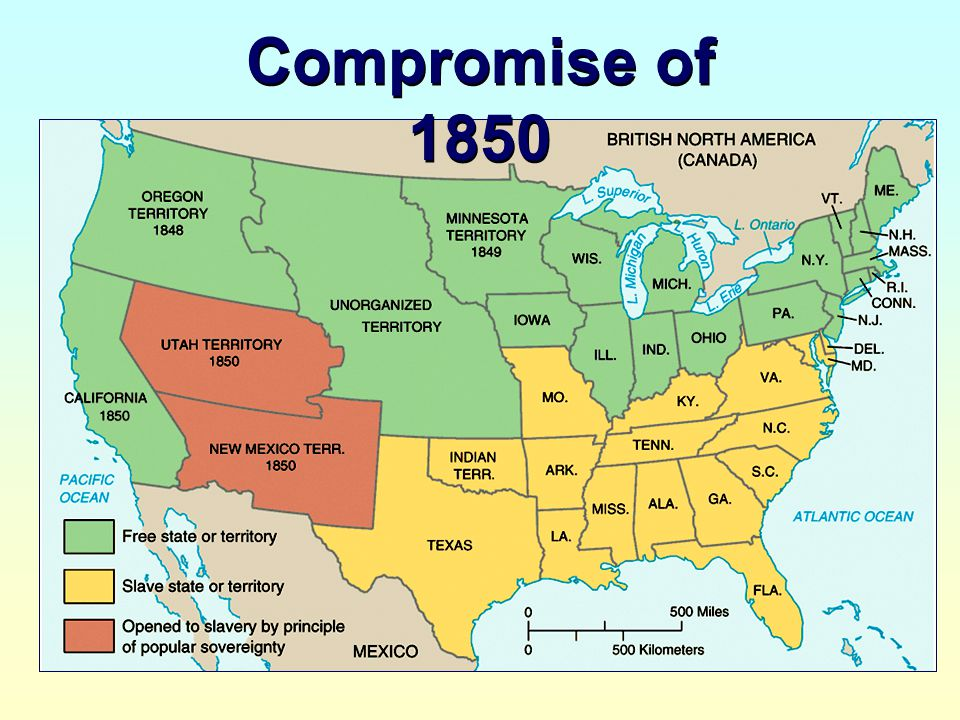 Compromise of
1850
BRITISH NORTH AMERICA
(CANADA)
OREGON
TERRITORY
1848
MINNESOTA
TERRITORY
1849
L. Superior
L. Michigan
L. Huron
L. Ontario
L. Erie
VT.
ME.
N.H.
MASS.
N.Y.
R.I.
CONN.
WIS.
MICH.
UNORGANIZED
TERRITORY
IOWA
PA.
N.J.
UTAH TERRITORY
1850
ILL.
IND.
OHIO
DEL.
MD.
CALIFORNIA
1850
MO.
KY.
VA.
NEW MEXICO TERR.
1850
INDIAN
TERR.
TENN.
N.C.
PACIFIC
OCEAN
ARK.
S.C.
MISS.
ALA.
GA.
ATLANTIC OCEAN
TEXAS
LA.
FLA.
Free state or territory
Slave state or territory
Opened to slavery by principle
of popular sovereignty
MEXICO
0 500 Miles
0 500 Kilometers